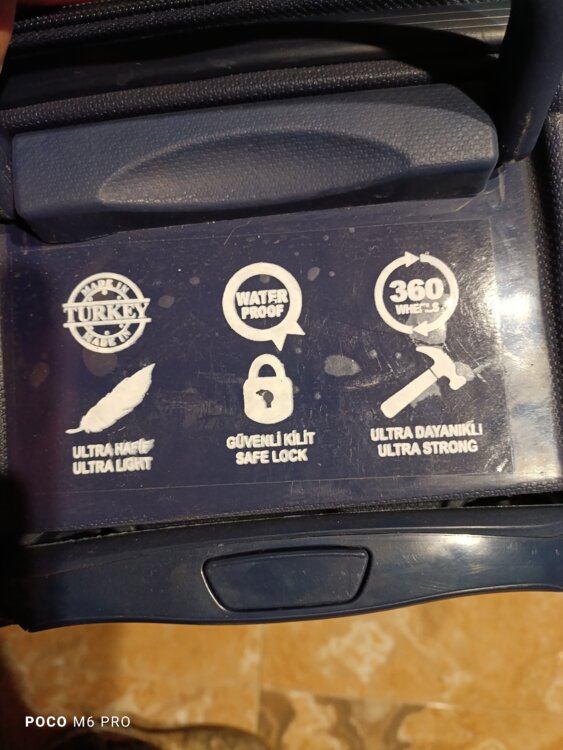 MADE IN
TURKEY
MADE IN
WATER
PROOF
360
WHEELS
ULTRA HAFİF
ULTRA LIGHT
GÜVENLİ KİLİT
SAFE LOCK
ULTRA DAYANIKLI
ULTRA STRONG
POCO M6 PRO